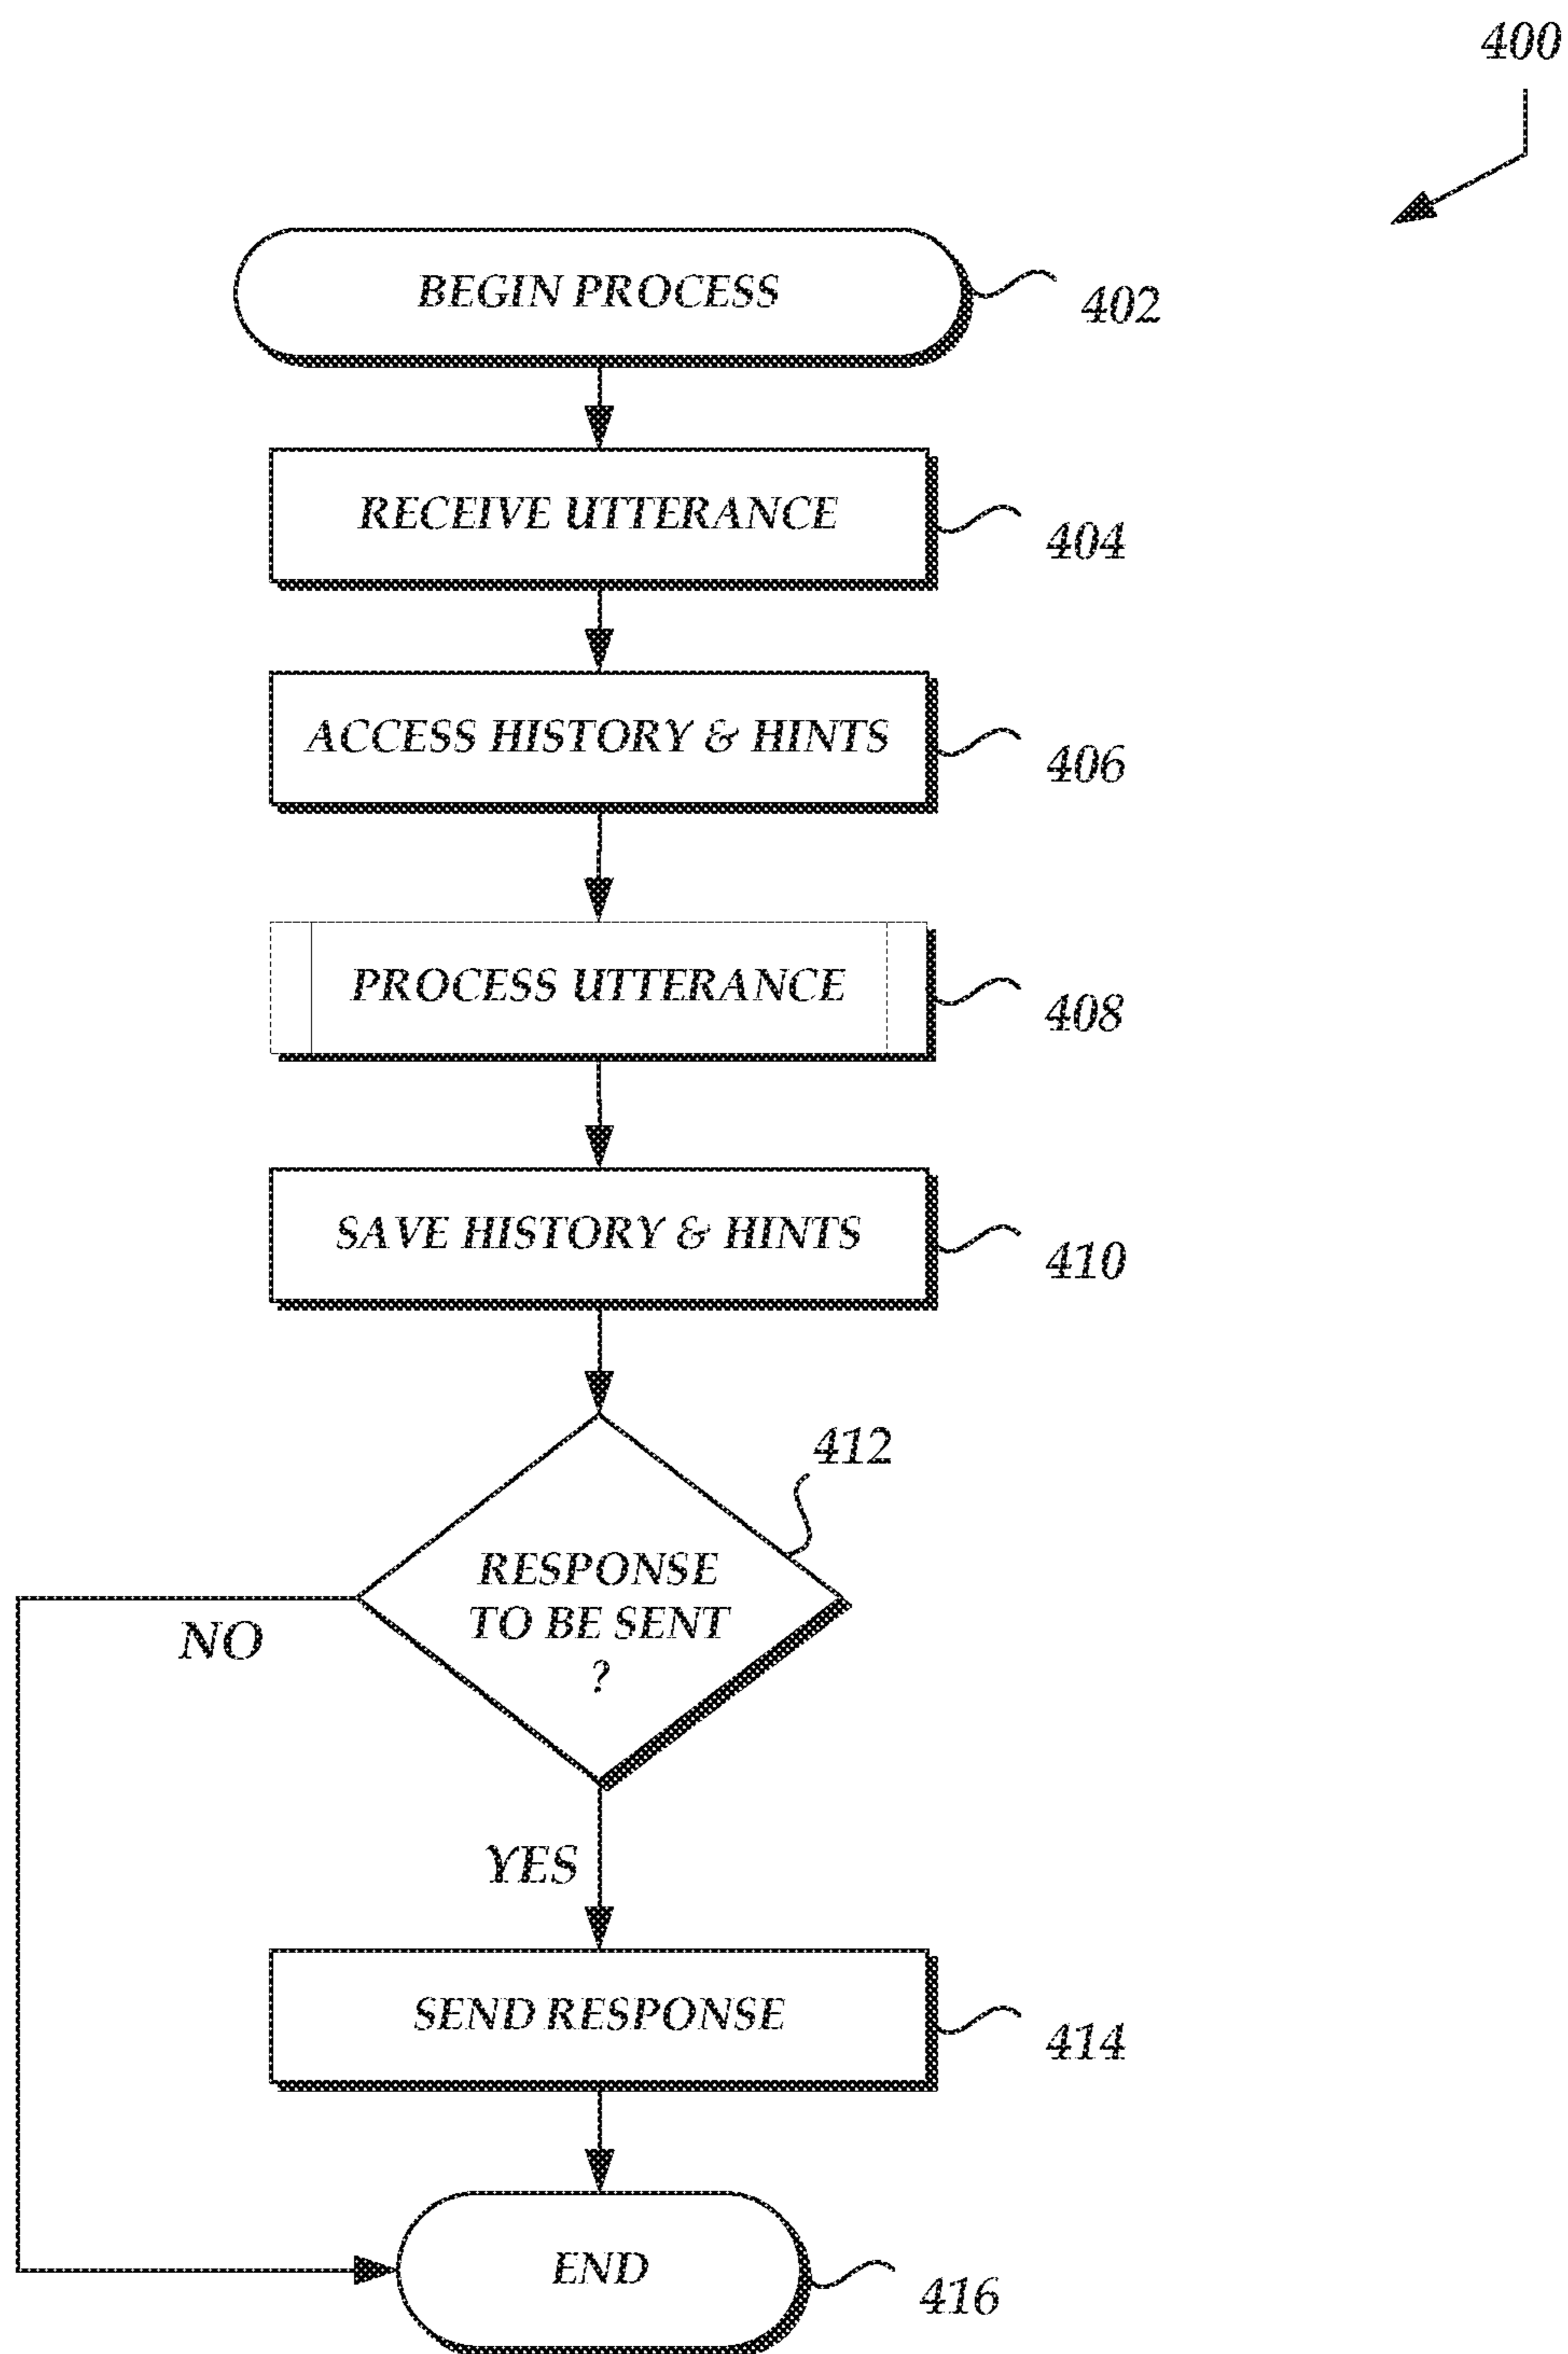 400
BEGIN PROCESS
402
RECEIVE UTTERANCE
404
ACCESS HISTORY & HINTS
406
PROCESS UTTERANCE
408
SAVE HISTORY & HINTS
410
412
RESPONSE
TO BE SENT
?
NO
YES
SEND RESPONSE
414
END
416